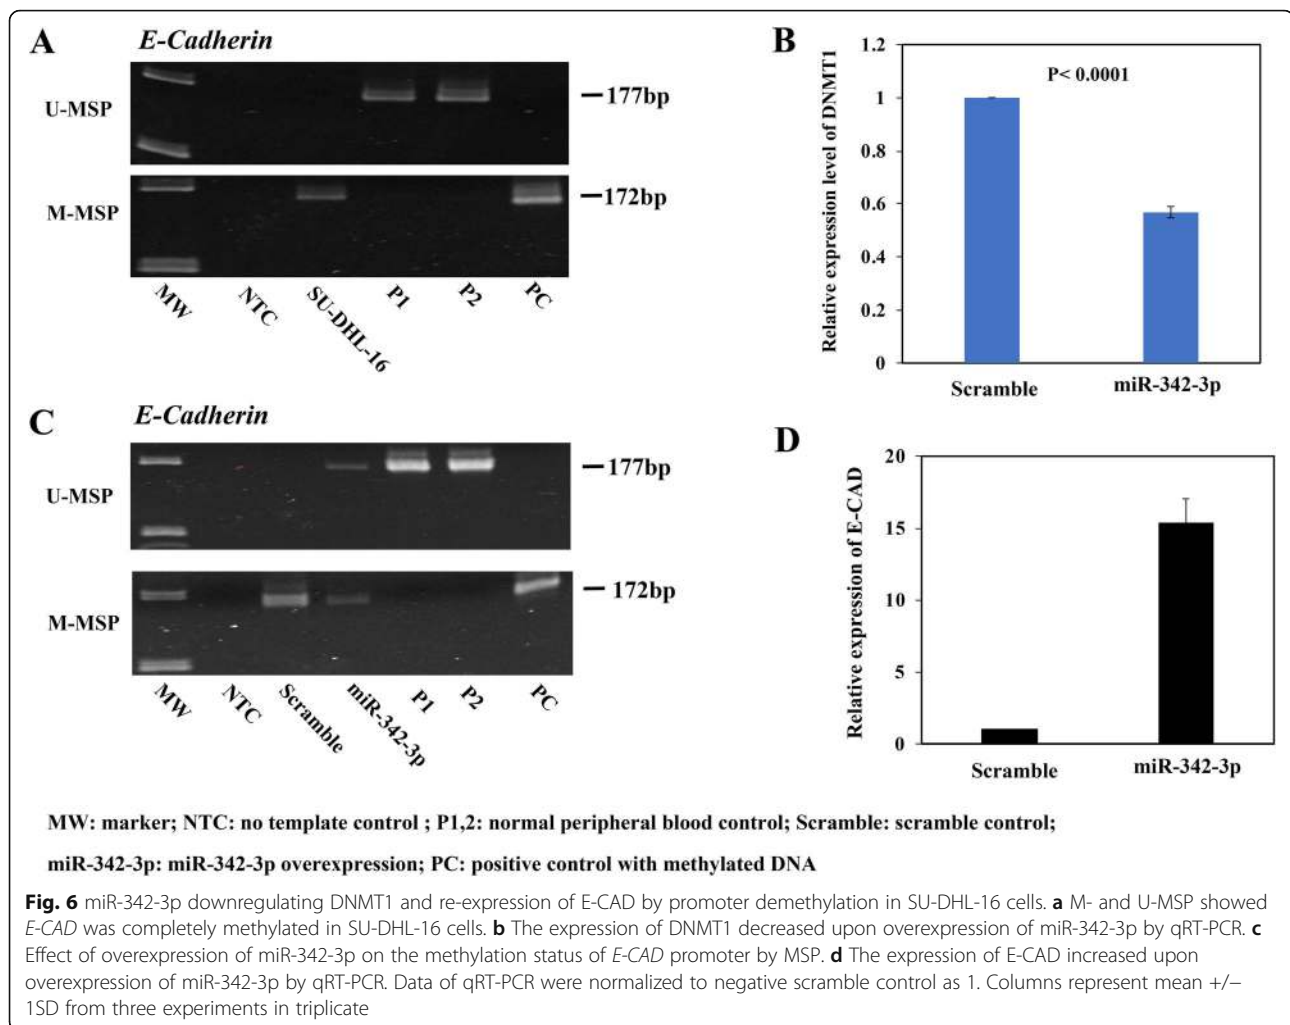 A
E-Cadherin
U-MSP
177bp
M-MSP
172bp
MW
NTC
SU-DHL-16
P1
P2
PC
B
Relative expression level of DNMT1
1.2
1
0.8
0.6
0.4
0.2
0
P< 0.0001
Scramble
miR-342-3p
C
E-Cadherin
U-MSP
177bp
M-MSP
172bp
MW
NTC
Scramble
miR-342-3p
P1
P2
PC
D
Relative expression of E-CAD
20
15
10
5
0
Scramble
miR-342-3p
MW: marker; NTC: no template control ; P1,2: normal peripheral blood control; Scramble: scramble control;
miR-342-3p: miR-342-3p overexpression; PC: positive control with methylated DNA
Fig. 6 miR-342-3p downregulating DNMT1 and re-expression of E-CAD by promoter demethylation in SU-DHL-16 cells. a M- and U-MSP showed
E-CAD was completely methylated in SU-DHL-16 cells. b The expression of DNMT1 decreased upon overexpression of miR-342-3p by qRT-PCR. c
Effect of overexpression of miR-342-3p on the methylation status of E-CAD promoter by MSP. d The expression of E-CAD increased upon
overexpression of miR-342-3p by qRT-PCR. Data of qRT-PCR were normalized to negative scramble control as 1. Columns represent mean +/−
1SD from three experiments in triplicate